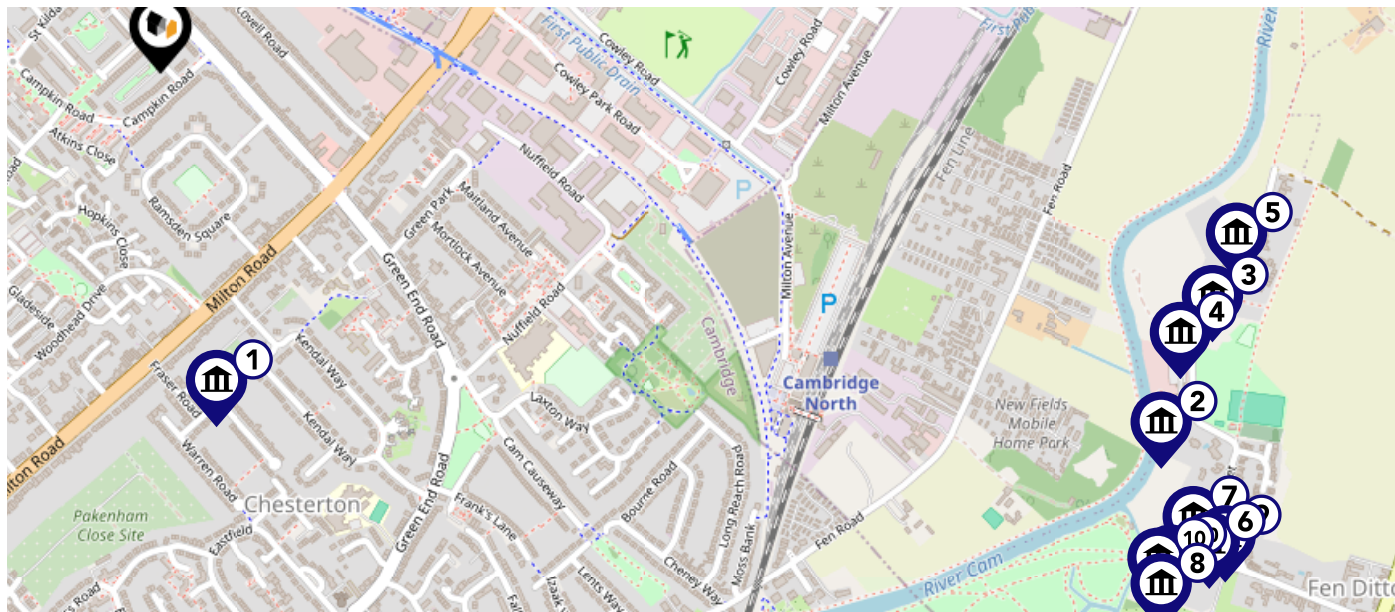 St Kilda
Lovell Road
Campkin Road
Campkin Road
Atkins Close
First Public Drain
Cowley Road
Cowley Park Road
Cowley Road
Milton Avenue
Fen Line
Fen Road
River
Nuffield Road
Green Park
Maitland Avenue
Mortlock Avenue
Ramsden Square
Hopkins Close
Gladeside
Woodhead Drive
Milton Road
Green End Road
Nuffield Road
Milton Avenue
P
P
Cambridge
Cambridge
North
5
3
4
2
1
Fraser Road
Kendal Way
Kendal Way
Laxton Way
New Fields
Mobile
Home Park
Milton Road
Warren Road
Chesterton
Pakenham
Close Site
Eastfield
Green End Road
Frank's Lane
Cam Causeway
Bourne Road
Long Reach Road
Moss Bank
Fen Road
Cheney Way
Lents Way
Izaak
River Cam
7
6
10
8
Fen Ditt